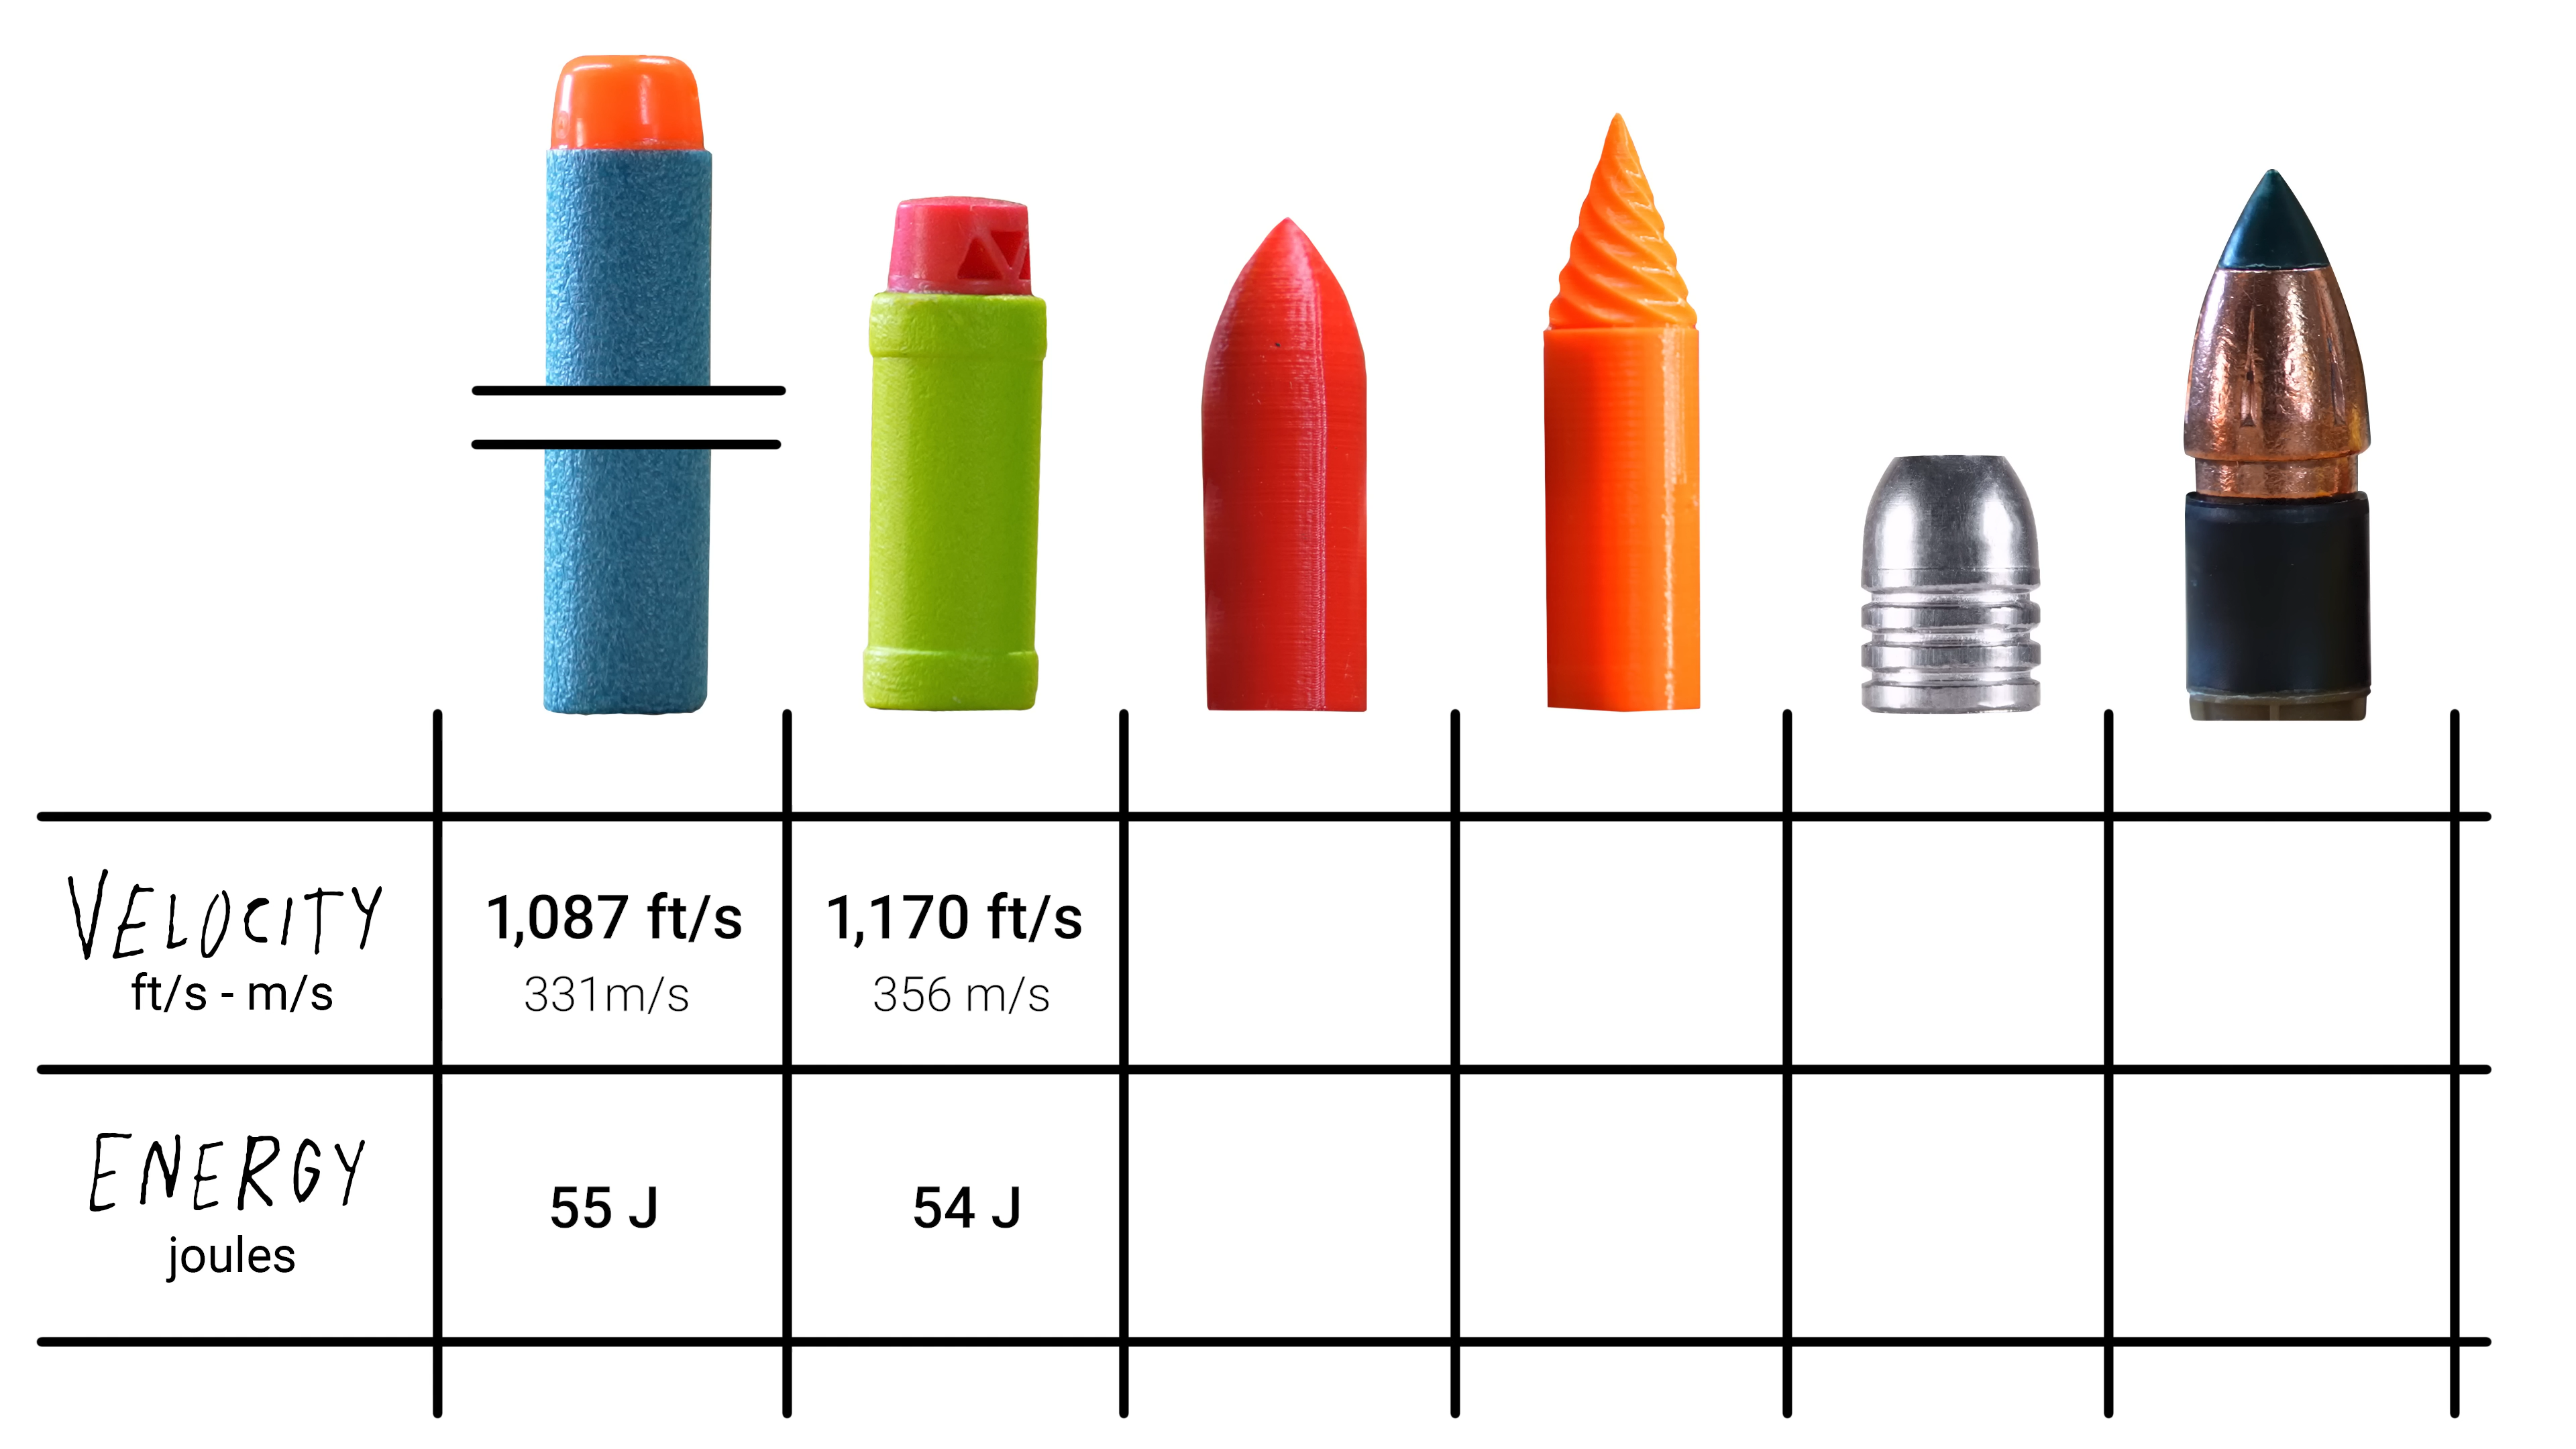 VELOCITY
ft/s - m/s
1,087 ft/s
331m/s
1,170 ft/s
356 m/s
ENERGY
joules
55 J
54 J